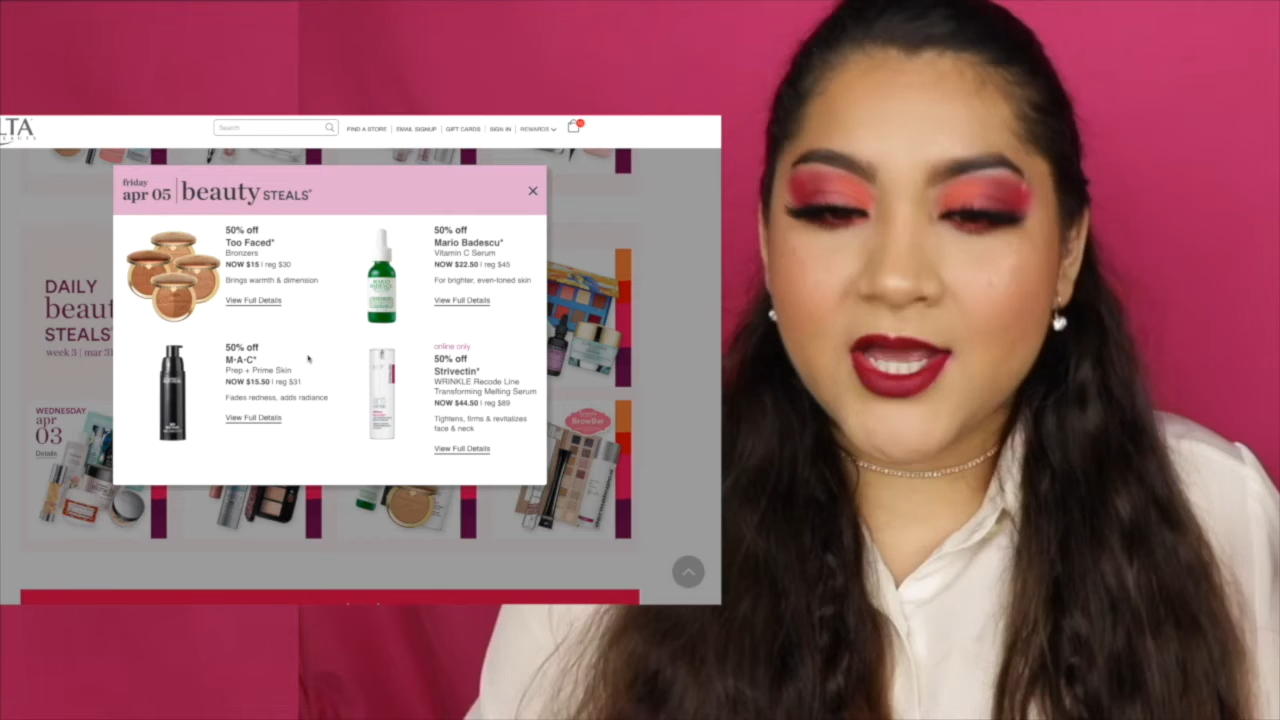 LTA
Search
FIND A STORE | EMAIL SIGNUP | GIFT CARDS | SIGN IN | REWARDS
friday
apr 05 | beauty STEALS*
50% off
Too Faced*
Bronzers
NOW $15 | reg $30
Brings warmth & dimension
View Full Details
50% off
Mario Badescu*
Vitamin C Serum
NOW $22.50 | reg $45
For brighter, even-toned skin
View Full Details
50% off
M·A·C*
Prep + Prime Skin
NOW $15.50 | reg $31
Fades redness, adds radiance
View Full Details
online only
50% off
Strivectin*
WRINKLE Recode Line
Transforming Melting Serum
NOW $44.50 | reg $89
Tightens, firms & revitalizes
face & neck
View Full Details
DAILY
beaut
STEALS
week 3 | mar 31
WEDNESDAY
apr
03
Details
BrowBar